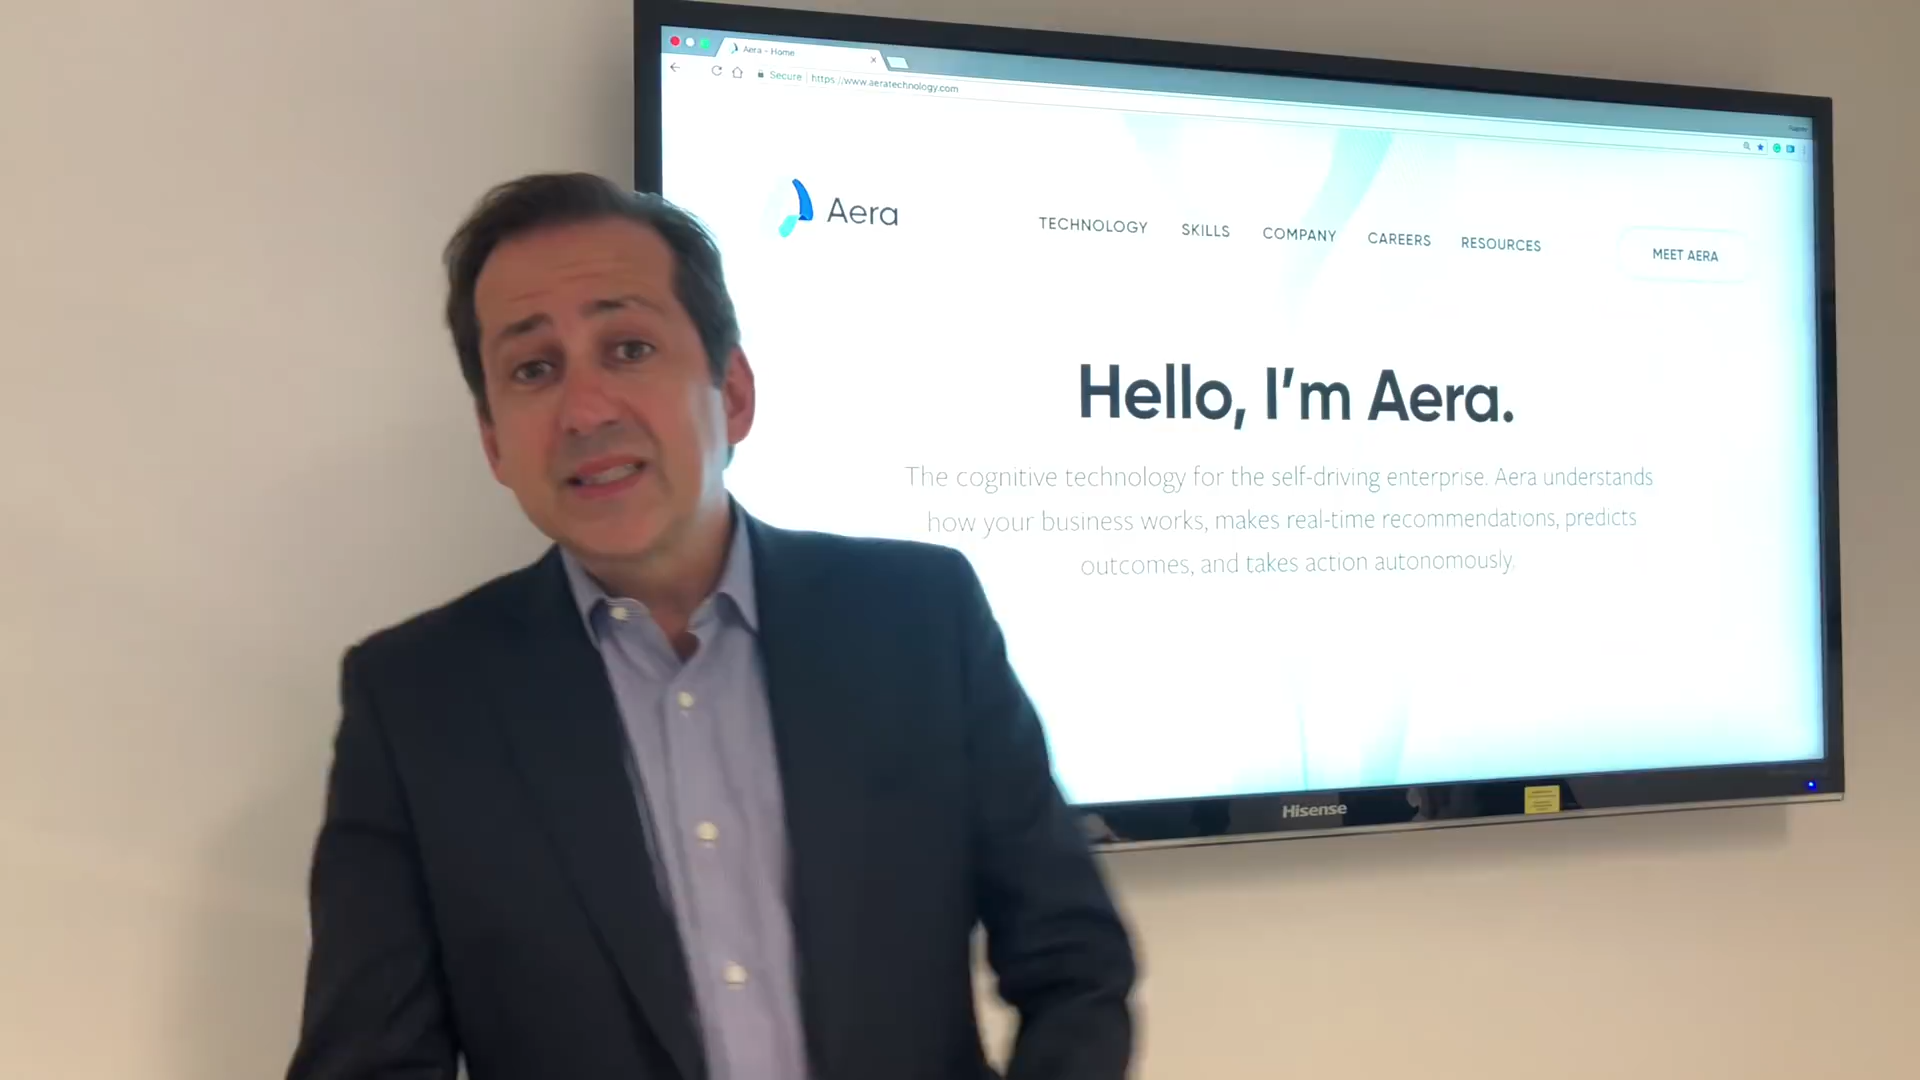 Aera - Home
Secure | https://www.aeratechnology.com
Aera
TECHNOLOGY
SKILLS
COMPANY
CAREERS
RESOURCES
MEET AERA
Hello, I'm Aera.
The cognitive technology for the self-driving enterprise. Aera understands
how your business works, makes real-time recommendations, predicts
outcomes, and takes action autonomously.
Hisense